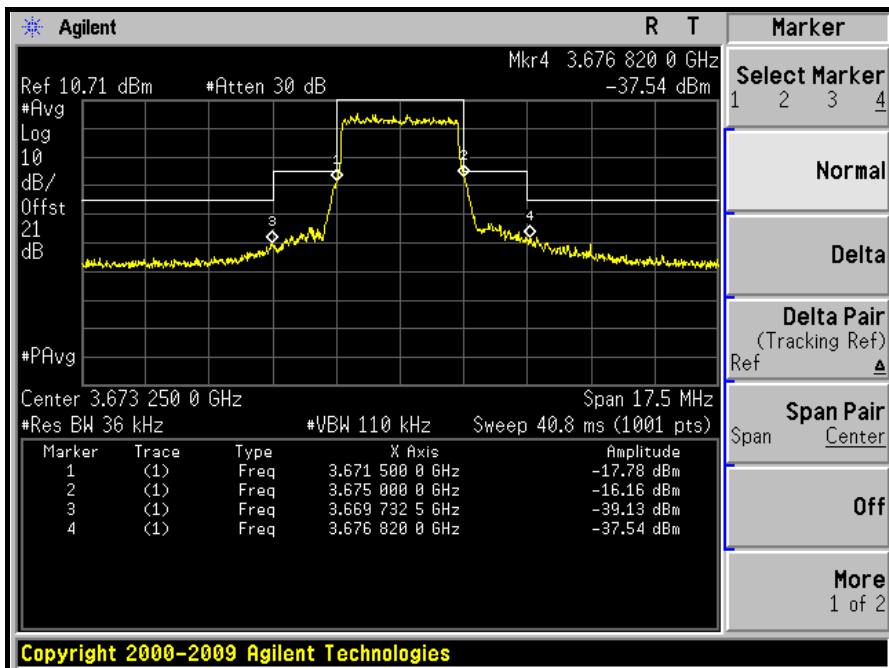 Agilent R T
Mkr4 3.676 820 0 GHz
Ref 10.71 dBm #Atten 30 dB -37.54 dBm
#Avg
Log
10
dB/
Offst
21
dB
1
2
3
4
#PAvg
Center 3.673 250 0 GHz Span 17.5 MHz
#Res BW 36 kHz #VBW 110 kHz Sweep 40.8 ms (1001 pts)
Marker Trace Type X Axis Amplitude
1 (1) Freq 3.671 500 0 GHz -17.78 dBm
2 (1) Freq 3.675 000 0 GHz -16.16 dBm
3 (1) Freq 3.669 732 5 GHz -39.13 dBm
4 (1) Freq 3.676 820 0 GHz -37.54 dBm
Copyright 2000-2009 Agilent Technologies
Marker
Select Marker
1 2 3 4
Normal
Delta
Delta Pair
(Tracking Ref)
Ref Δ
Span Pair
Span Center
Off
More
1 of 2